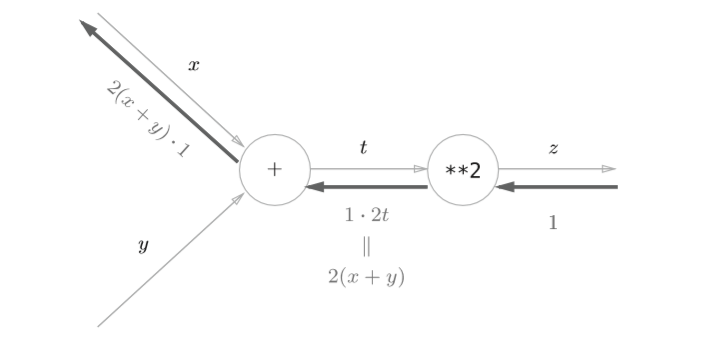 x
2(x + y) · 1
+
t
**2
z
1 · 2t
||
2(x + y)
1
y